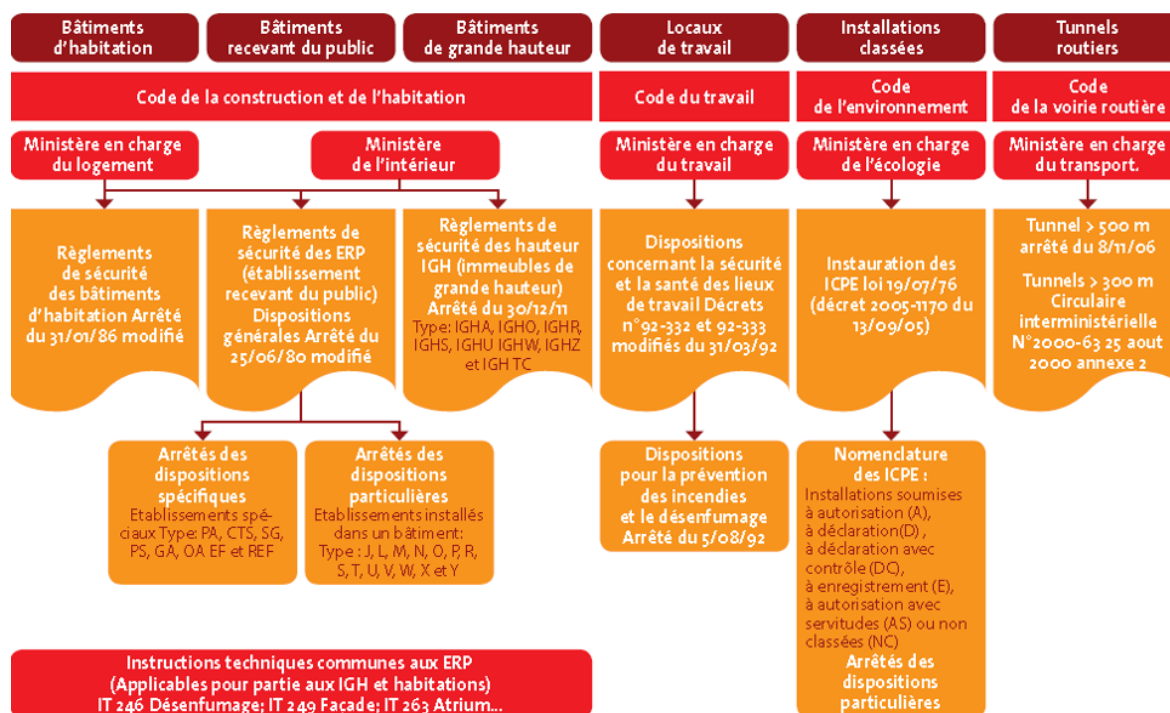 Bâtiments
d'habitation
Bâtiments
recevant du public
Bâtiments
de grande hauteur
Locaux
de travail
Installations
classées
Tunnels
routiers
Code de la construction et de l'habitation
Code du travail
Code
de l'environnement
Code
de la voirie routière
Ministère en charge
du logement
Ministère
de l'intérieur
Ministère en charge
du travail
Ministère en charge
de l'écologie
Ministère en charge
du transport.
Règlements
de sécurité
des bâtiments
d'habitation Arrêté
du 31/01/86 modifié
Règlements de
sécurité des ERP
(établissement
recevant du public)
Dispositions
générales Arrêté du
25/06/80 modifié
Règlements de
sécurité des hauteur
IGH (immeubles de
grande hauteur)
Arrêté du 30/12/11
Type: IGHA, IGHO, IGHR,
IGHS, IGHU IGHW, IGHZ
et IGH TC
Dispositions
concernant la sécurité
et la santé des lieux
de travail Décrets
n°92-332 et 92-333
modifiés du 31/03/92
Instauration des
ICPE loi 19/07/76
(décret 2005-1170 du
13/09/05)
Tunnel > 500 m
arrêté du 8/11/06
Tunnels > 300 m
Circulaire
interministérielle
N°2000-63 25 aout
2000 annexe 2
Arrêtés des
dispositions
spécifiques
Etablissements spé-
ciaux Type: PA, CTS, SG,
PS, GA, OA EF et REF
Arrêtés des
dispositions
particulières
Etablissements installés
dans un bâtiment:
Type : J, L, M, N, O, P, R,
S, T, U, V, W, X et Y
Dispositions
pour la prévention
des incendies
et le désenfumage
Arrêté du 5/08/92
Nomenclature
des ICPE :
Installations soumises
à autorisation (A),
à déclaration(D) ,
à déclaration avec
contrôle (DC),
à enregistrement (E),
à autorisation avec
servitudes (AS) ou non
classées (NC)
Arrêtés des
dispositions
particulières
Instructions techniques communes aux ERP
(Applicables pour partie aux IGH et habitations)
IT 246 Désenfumage; IT 249 Facade; IT 263 Atrium...